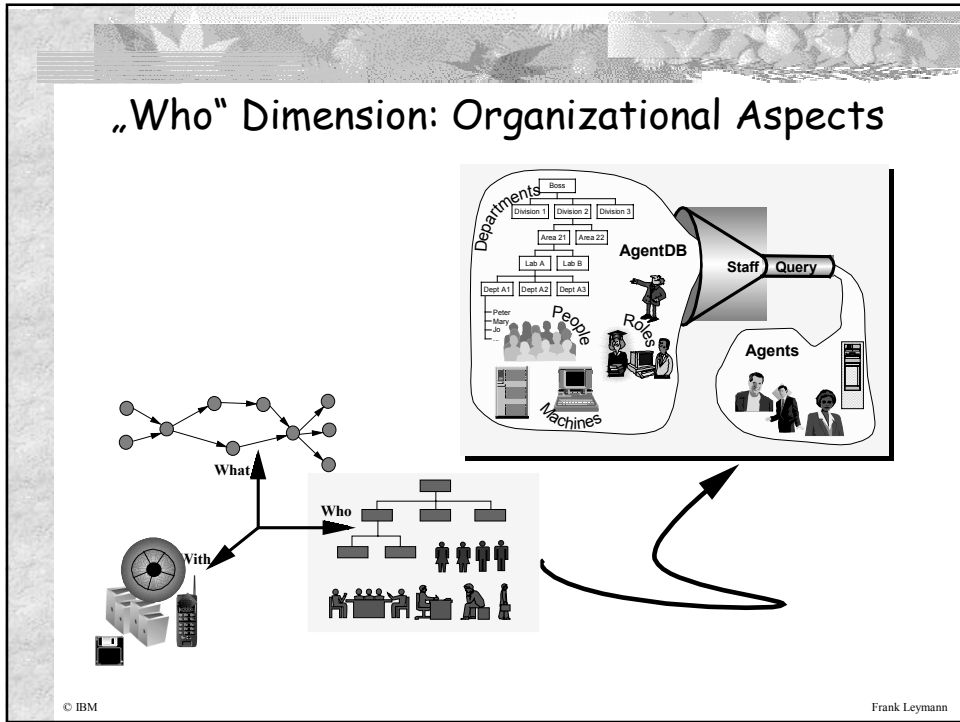 „Who“ Dimension: Organizational Aspects
Departments
Boss
Division 1 Division 2 Division 3
Area 21 Area 22
Lab A Lab B
Dept A1 Dept A2 Dept A3
Peter
Mary
Jo
...
People
Roles
Machines
AgentDB
Staff Query
Agents
What
Who
With
© IBM
Frank Leymann